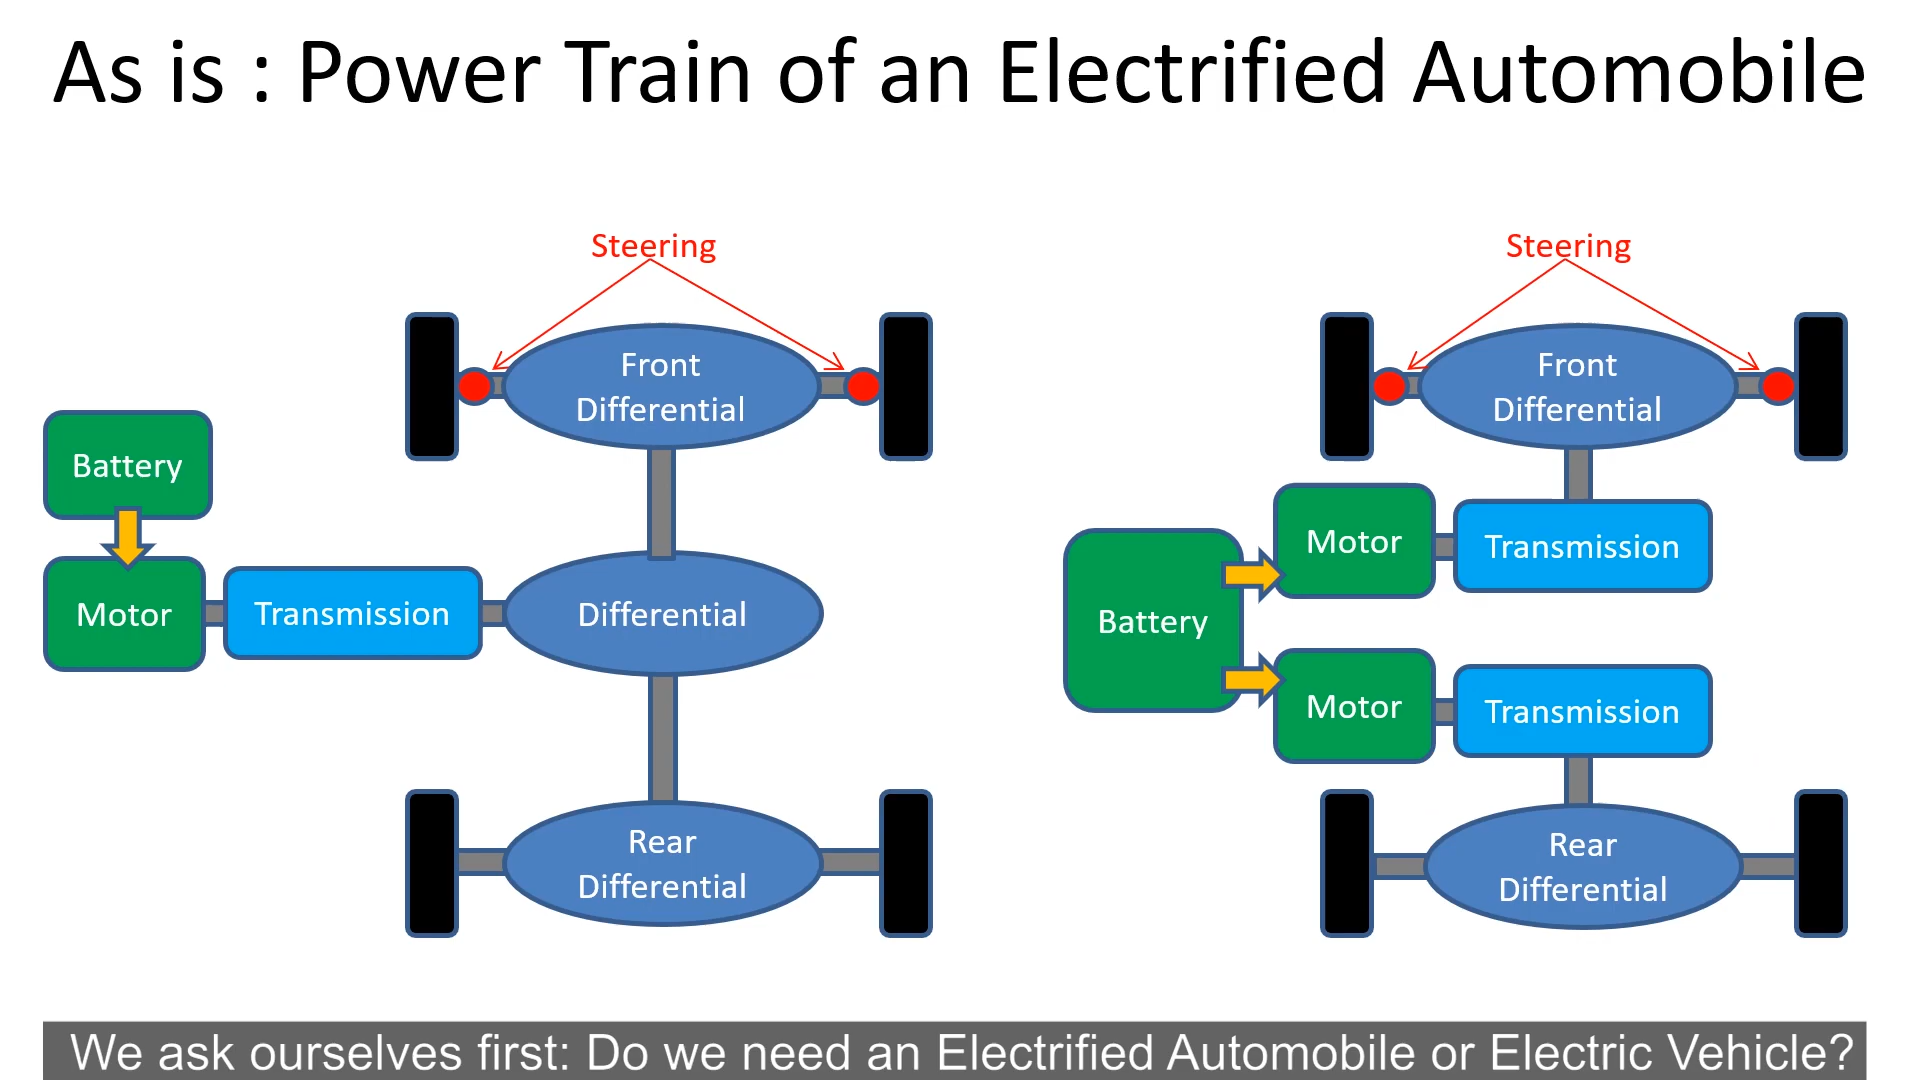 As is : Power Train of an Electrified Automobile
Steering
Front
Differential
Battery
Motor
Transmission
Differential
Rear
Differential
Steering
Front
Differential
Motor
Transmission
Battery
Motor
Transmission
Rear
Differential
We ask ourselves first: Do we need an Electrified Automobile or Electric Vehicle?